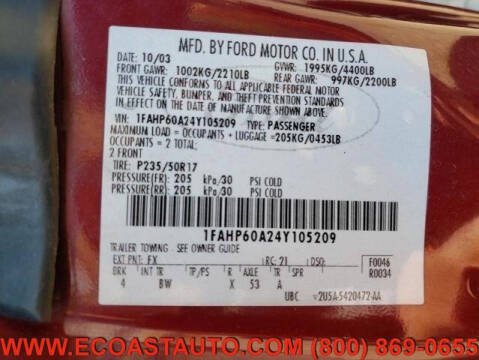 MFD. BY FORD MOTOR CO. IN U.S.A.
DATE: 10/03 GVWR: 1995KG/4400LB
FRONT GAWR: 1002KG/2210LB REAR GAWR: 997KG/2200LB
THIS VEHICLE CONFORMS TO ALL APPLICABLE FEDERAL MOTOR
VEHICLE SAFETY, BUMPER, AND THEFT PREVENTION STANDARDS
IN EFFECT ON THE DATE OF MANUFACTURE SHOWN ABOVE.
VIN: 1FAHP60A24Y105209 TYPE: PASSENGER
MAXIMUM LOAD = OCCUPANTS + LUGGAGE = 205KG/0453LB
OCCUPANTS = 2 TOTAL
2 FRONT
TIRE: P235/50R17
PRESSURE(FR): 205 kPa/30 PSI COLD
PRESSURE(RR): 205 kPa/30 PSI COLD
1FAHP60A24Y105209
TRAILER TOWING - SEE OWNER GUIDE
EXT PNT: FX RC: 21 DSO: F0046
BRK INT TR TP/PS R AXLE TR SPR R0034
4 BW X 53 A
UBC 2U5A-5420472-AA
WWW.ECOASTAUTO.COM (800) 869-0655